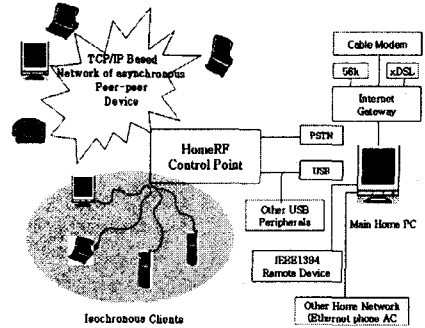 TCP/IP Based
Network of asynchronous
Peer-peer
Device
Cable Modem
56k
xDSL
Internet
Gateway
HomeRF
Control Point
PSTN
USB
Other USB
Peripherals
Main Home PC
IEEE1394
Remote Device
Other Home Network
(Ethernet phone AC
Isochronous Clients